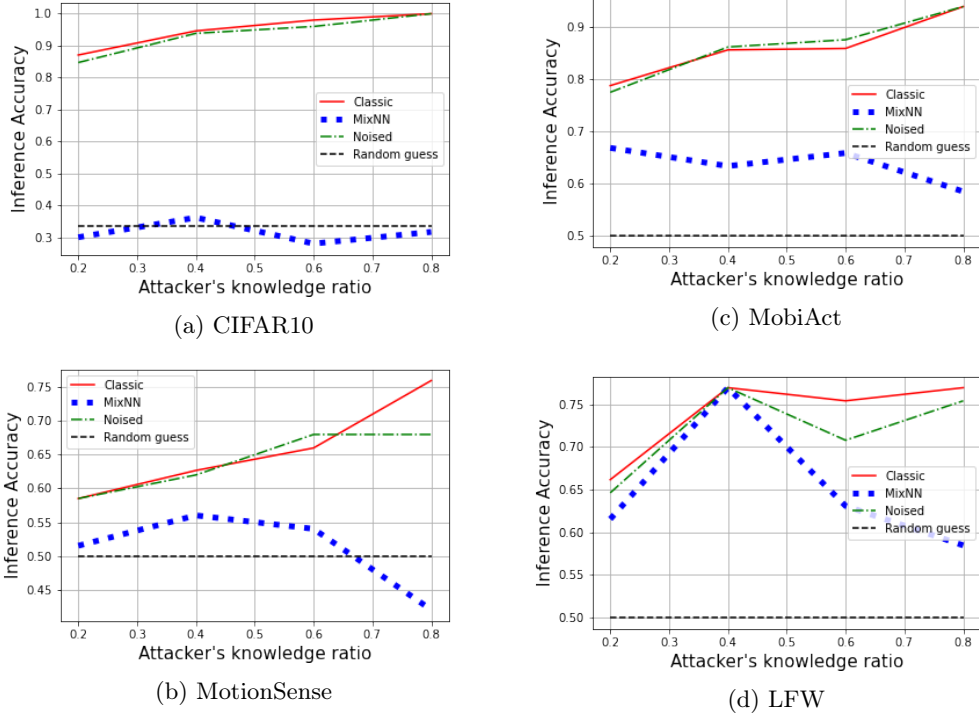 1.0
0.9
0.8
0.7
0.6
0.5
0.4
0.3
Inference Accuracy
Classic
MixNN
Noised
Random guess
0.2 0.3 0.4 0.5 0.6 0.7 0.8
Attacker's knowledge ratio
(a) CIFAR10
0.9
0.8
0.7
0.6
0.5
Inference Accuracy
Classic
MixNN
Noised
Random guess
0.2 0.3 0.4 0.5 0.6 0.7 0.8
Attacker's knowledge ratio
(c) MobiAct
0.75
0.70
0.65
0.60
0.55
0.50
0.45
Inference Accuracy
Classic
MixNN
Noised
Random guess
0.2 0.3 0.4 0.5 0.6 0.7 0.8
Attacker's knowledge ratio
(b) MotionSense
0.75
0.70
0.65
0.60
0.55
0.50
Inference Accuracy
Classic
MixNN
Noised
Random guess
0.2 0.3 0.4 0.5 0.6 0.7 0.8
Attacker's knowledge ratio
(d) LFW